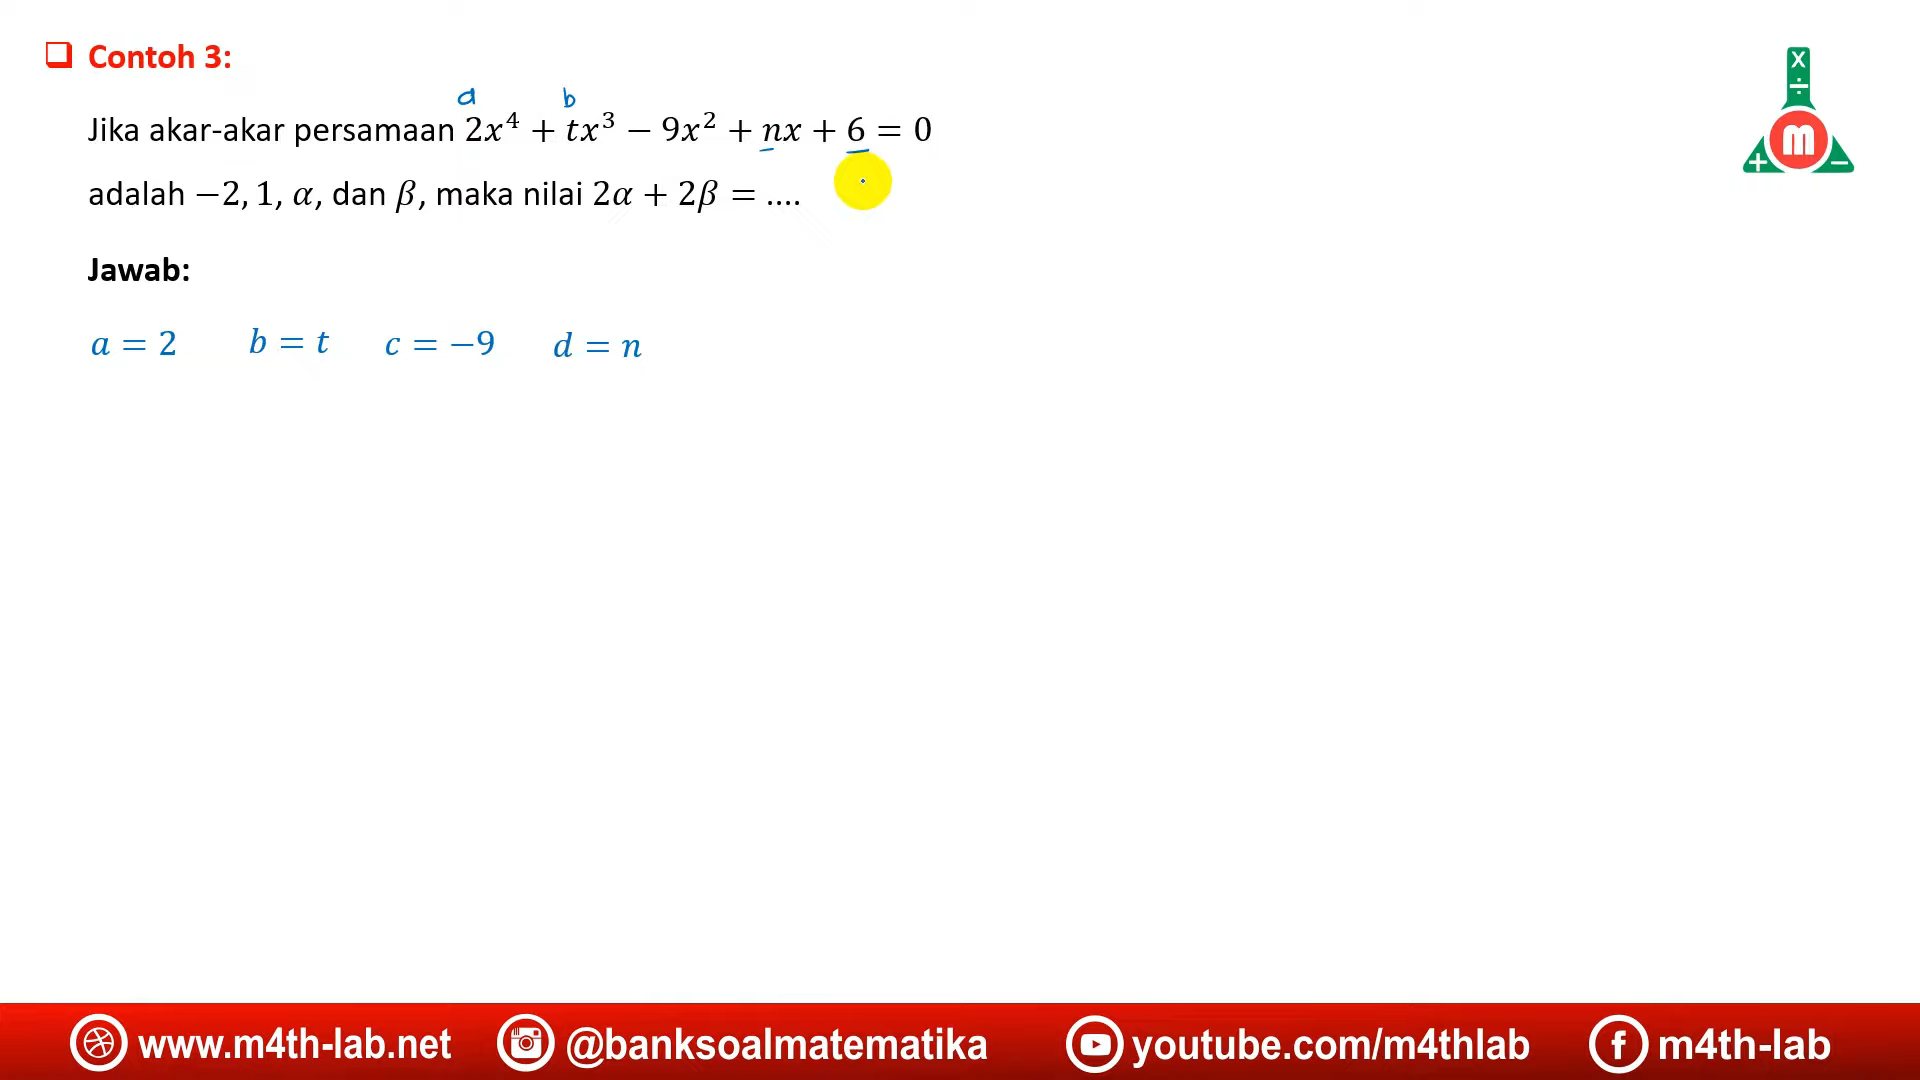 Contoh 3:
a b
Jika akar-akar persamaan 2x⁴ + tx³ − 9x² + nx + 6 = 0
adalah −2, 1, α, dan β, maka nilai 2α + 2β = ....
Jawab:
a = 2 b = t c = −9 d = n
X ÷ m + −
www.m4th-lab.net @banksoalmatematika youtube.com/m4thlab f m4th-lab